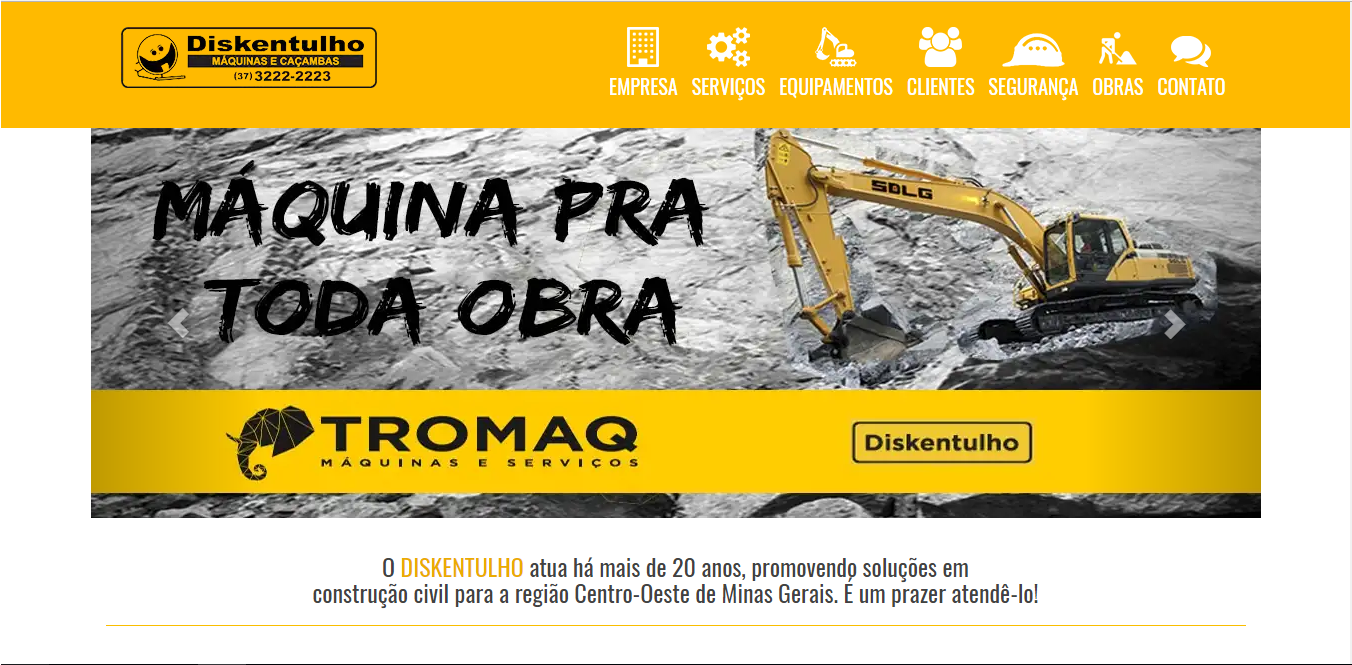 Diskentulho
MÁQUINAS E CAÇAMBAS
(37) 3222-2223
EMPRESA SERVIÇOS EQUIPAMENTOS CLIENTES SEGURANÇA OBRAS CONTATO
MÁQUINA PRA
TODA OBRA
SDLG
TROMAQ
MÁQUINAS E SERVIÇOS
Diskentulho
O DISKENTULHO atua há mais de 20 anos, promovendo soluções em
construção civil para a região Centro-Oeste de Minas Gerais. É um prazer atendê-lo!